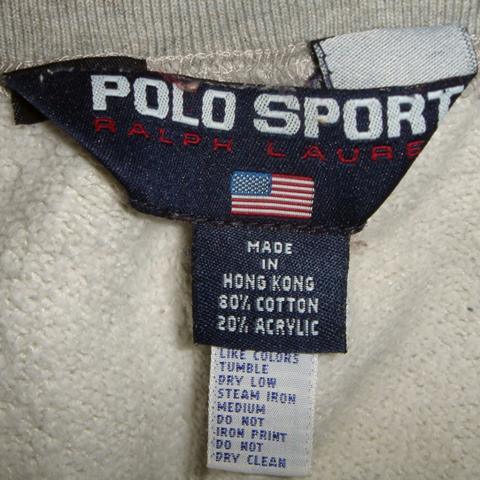 POLO SPORT
RALPH LAURE
MADE
IN
HONG KONG
80% COTTON
20% ACRYLIC
LIKE COLORS
TUMBLE
DRY LOW
STEAM IRON
MEDIUM
DO NOT
IRON PRINT
DO NOT
DRY CLEAN